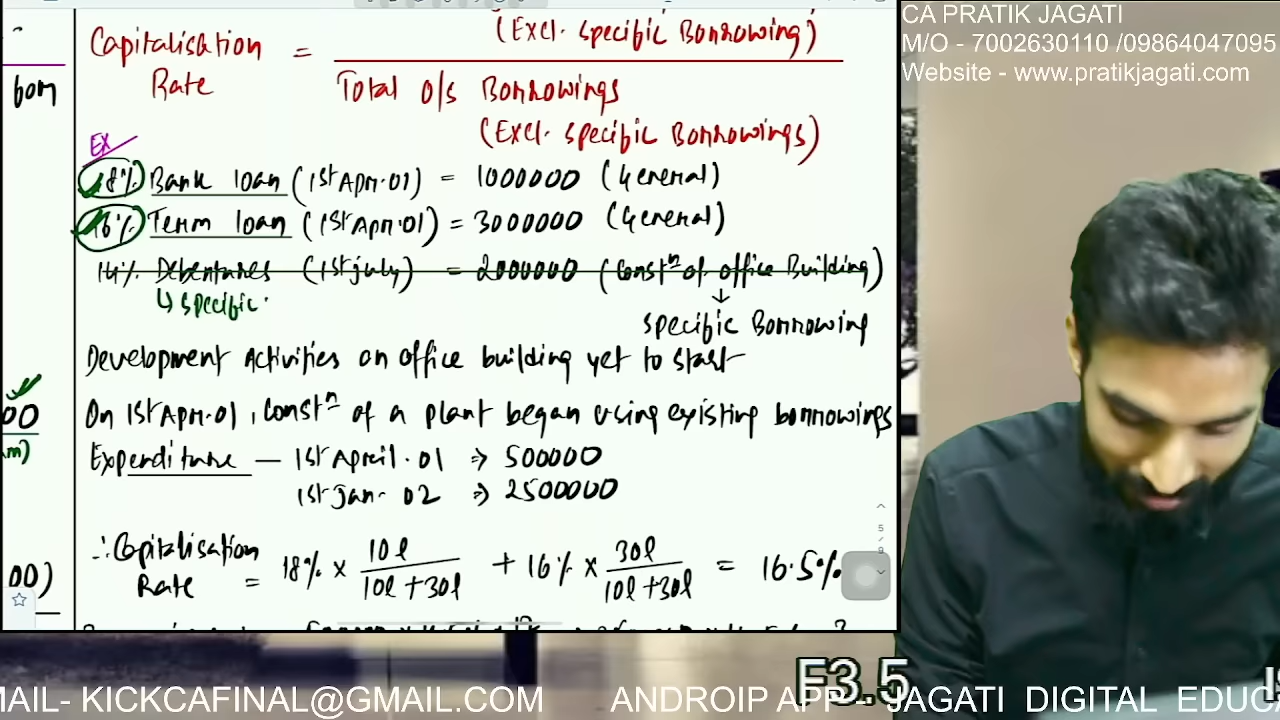 (Excl. specific Borrowing)
Capitalisation Rate =
Total o/s Borrowings
(Excl. specific Borrowings)
Ex
18% Bank loan (1st Apr. 01) = 1000000 (General)
16% Term loan (1st Apr. 01) = 3000000 (General)
14% Debentures (1st july) = 2000000 (Constⁿ of office Building)
↳ specific.
↓
specific Borrowing
Development Activities on office building yet to start
On 1st Apr. 01, Constⁿ of a plant began using existing borrowings
Expenditure — 1st April. 01 ⇒ 500000
1st jan. 02 ⇒ 2500000
∴ Capitalisation Rate = 18% × 10l / 10l + 30l + 16% × 30l / 10l + 30l = 16.5%
00
00)
5
/
9
CA PRATIK JAGATI
M/O - 7002630110 /09864047095
Website - www.pratikjagati.com
F3.5
MAIL- KICKCAFINAL@GMAIL.COM ANDROIP APP - JAGATI DIGITAL EDUCA